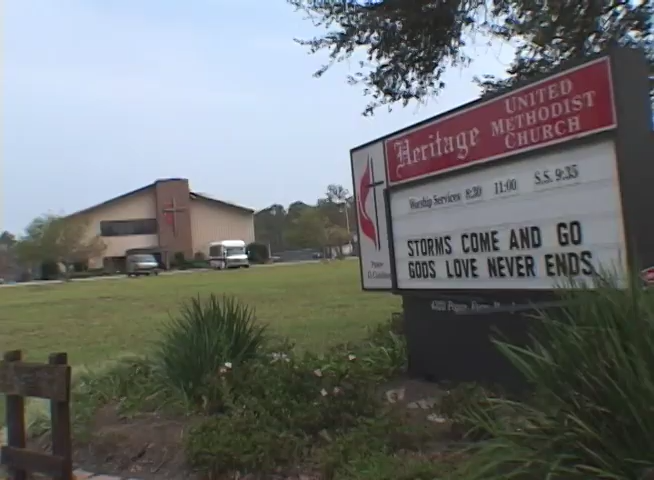 Heritage
UNITED
METHODIST
CHURCH
Worship Services 8:30 11:00 S.S. 9:35
STORMS COME AND GO
GODS LOVE NEVER ENDS
Pastor